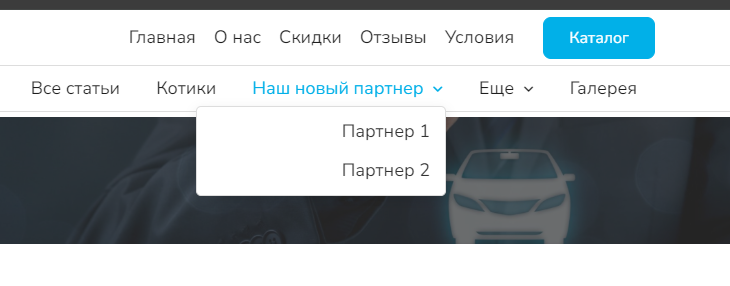 Главная О нас Скидки Отзывы Условия Каталог
Все статьи Котики Наш новый партнер Еще Галерея
Партнер 1
Партнер 2